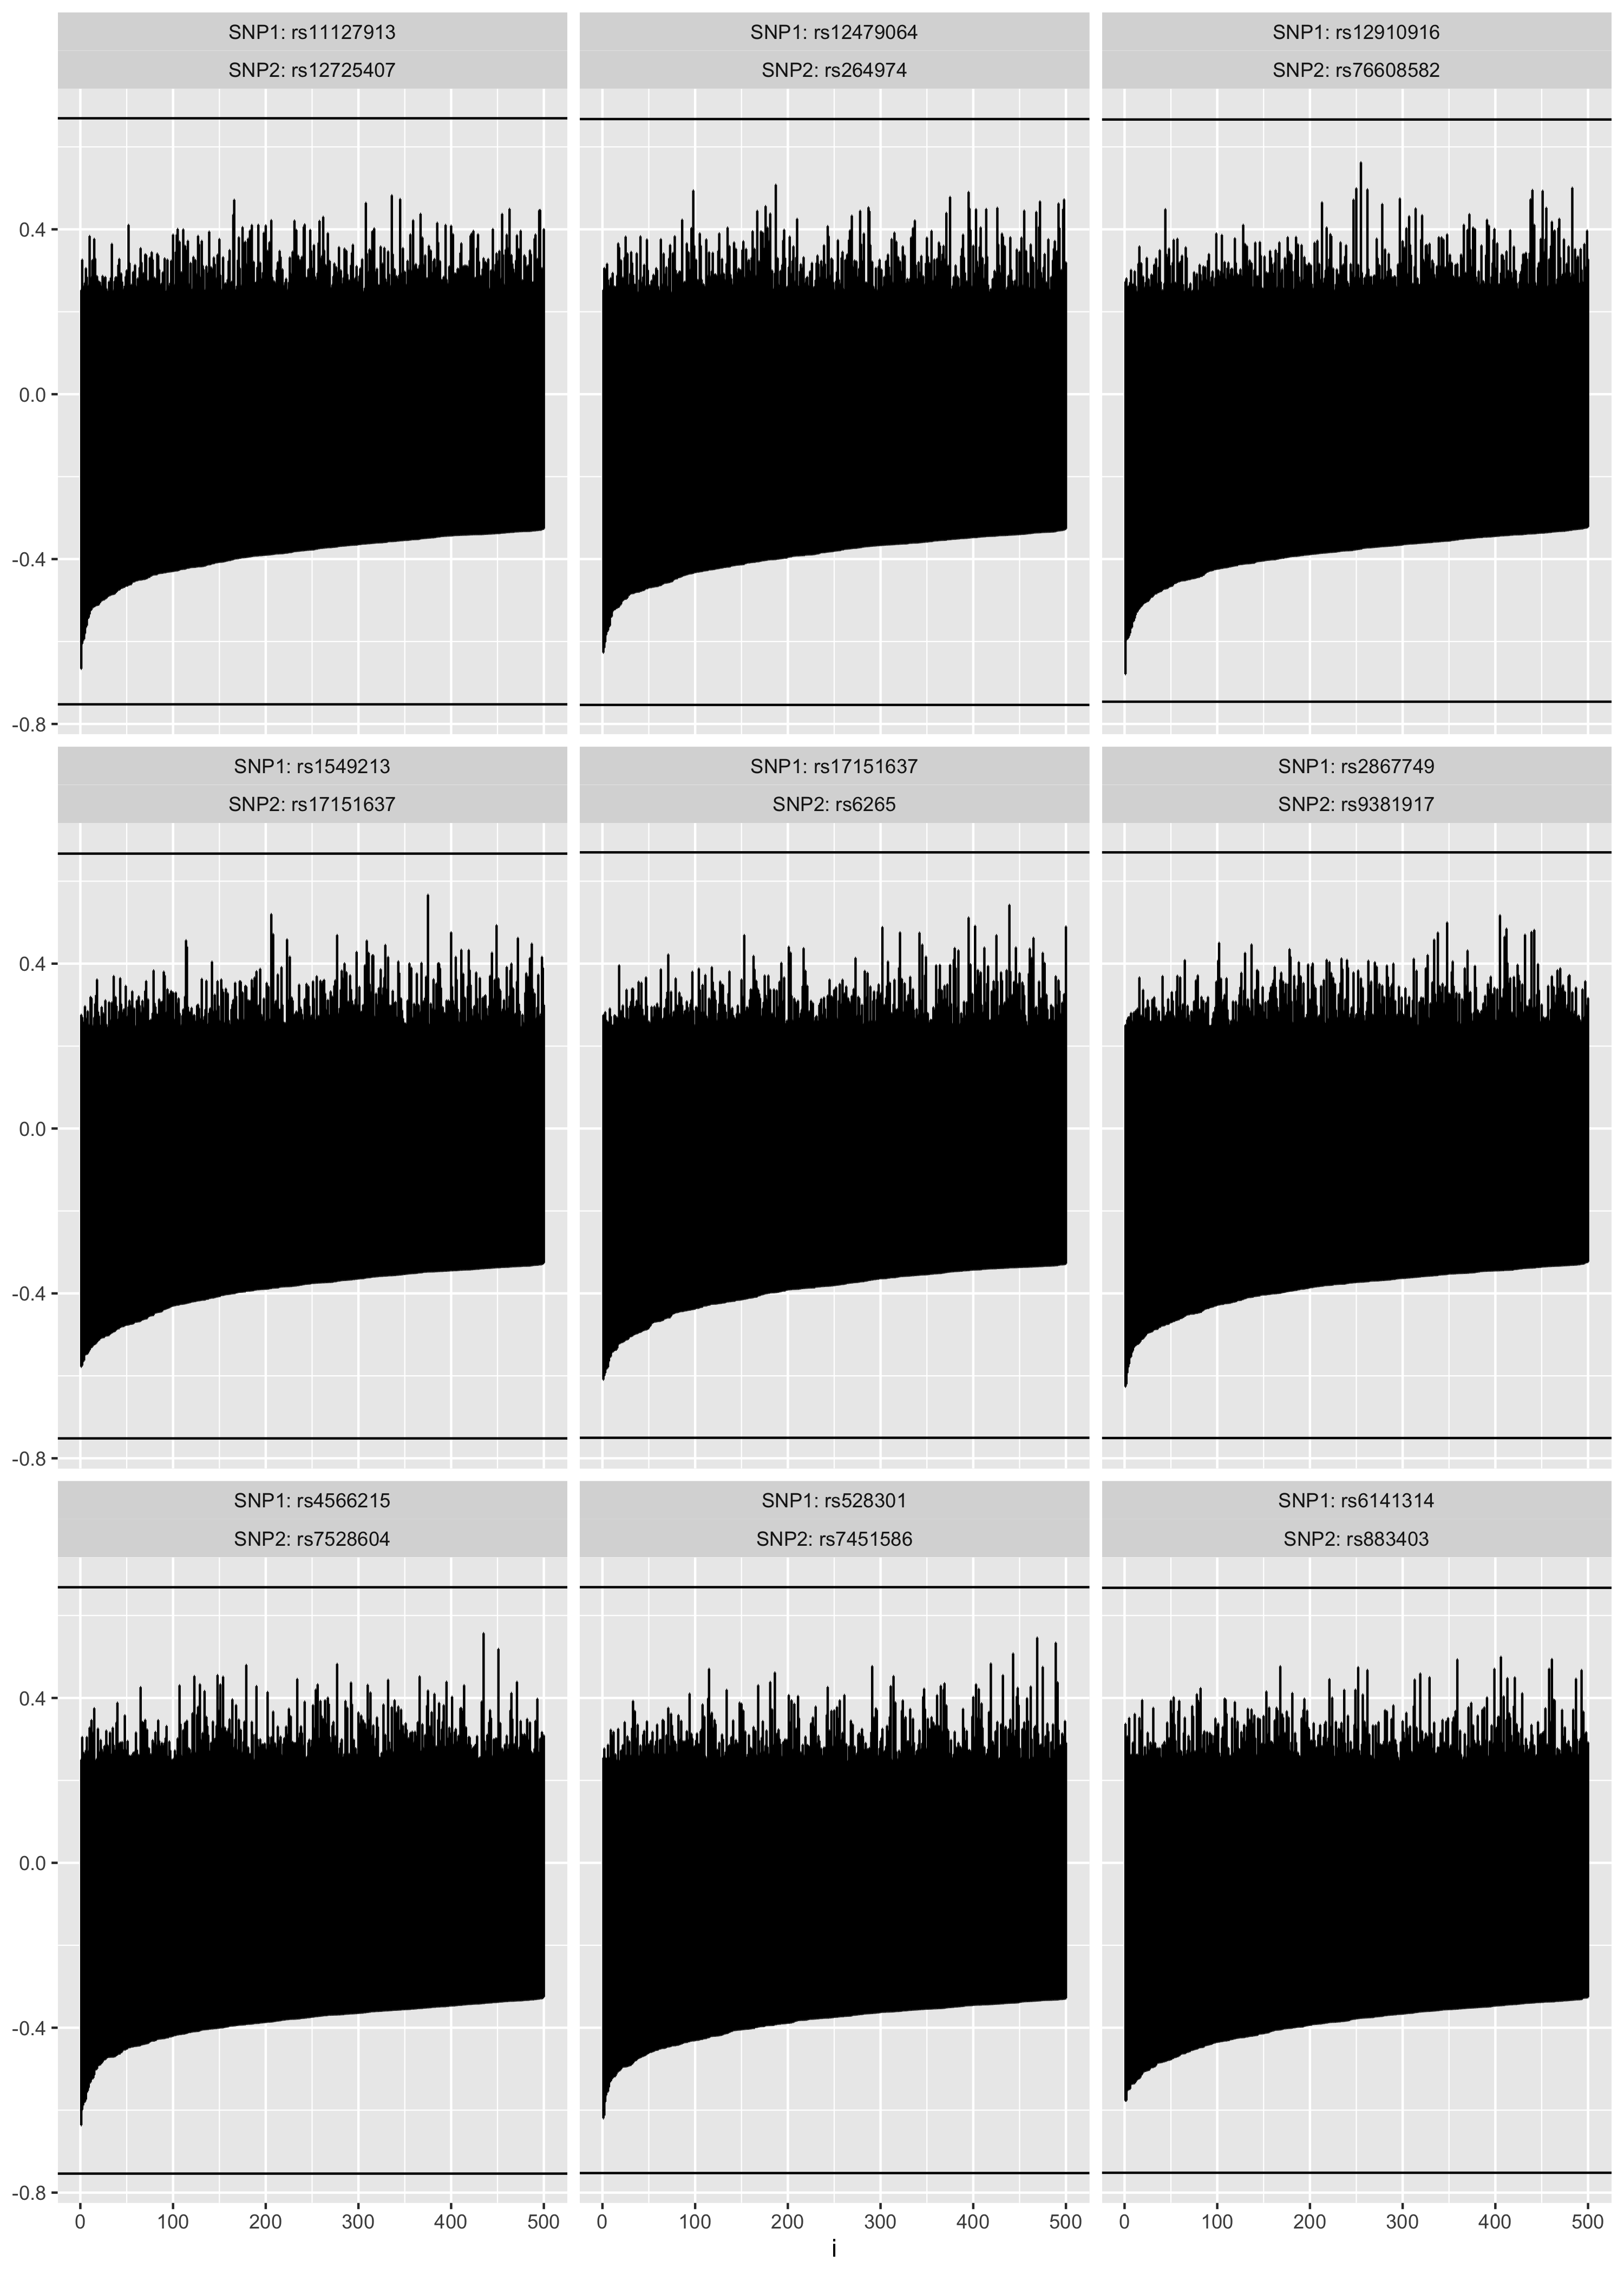 SNP1: rs11127913
SNP2: rs12725407
SNP1: rs12479064
SNP2: rs264974
SNP1: rs12910916
SNP2: rs76608582
0.4
0.0
-0.4
-0.8
SNP1: rs1549213
SNP2: rs17151637
SNP1: rs17151637
SNP2: rs6265
SNP1: rs2867749
SNP2: rs9381917
0.4
0.0
-0.4
-0.8
SNP1: rs4566215
SNP2: rs7528604
SNP1: rs528301
SNP2: rs7451586
SNP1: rs6141314
SNP2: rs883403
0.4
0.0
-0.4
-0.8
0 100 200 300 400 500
0 100 200 300 400 500
0 100 200 300 400 500
i